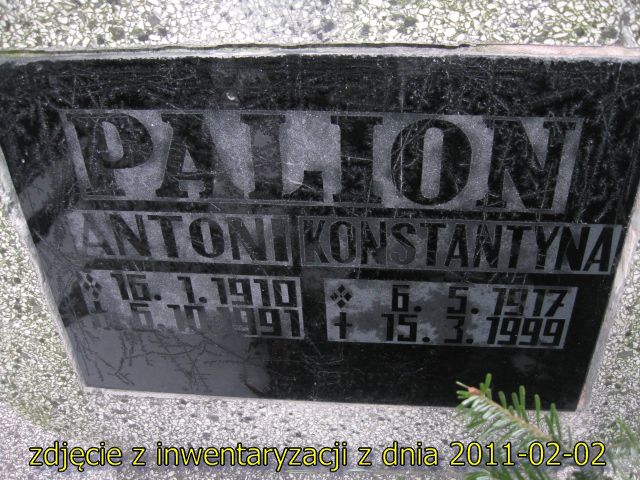 PALION
ANTONI KONSTANTYNA
16. 1. 1910 6. 5. 1917
6. 10. 1991 15. 3. 1999
zdjęcie z inwentaryzacji z dnia 2011-02-02